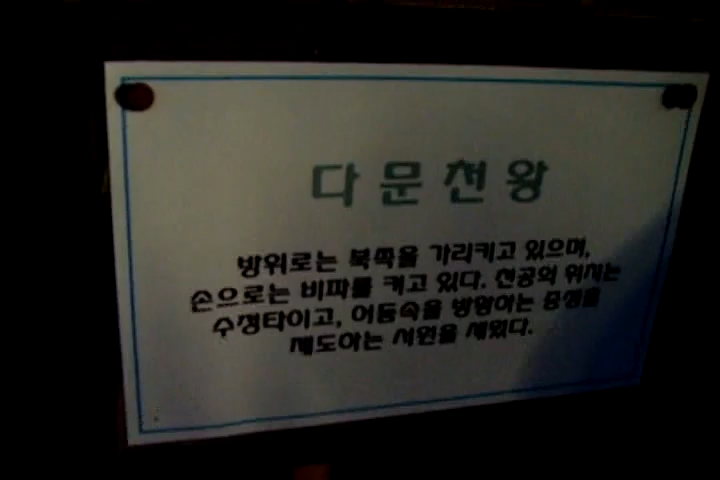 다문천왕
방위로는 북쪽을 가리키고 있으며,
손으로는 비파를 켜고 있다. 천공의 위치는
수정타이고, 어둠속을 방황하는 중생을
제도하는 서원을 세웠다.